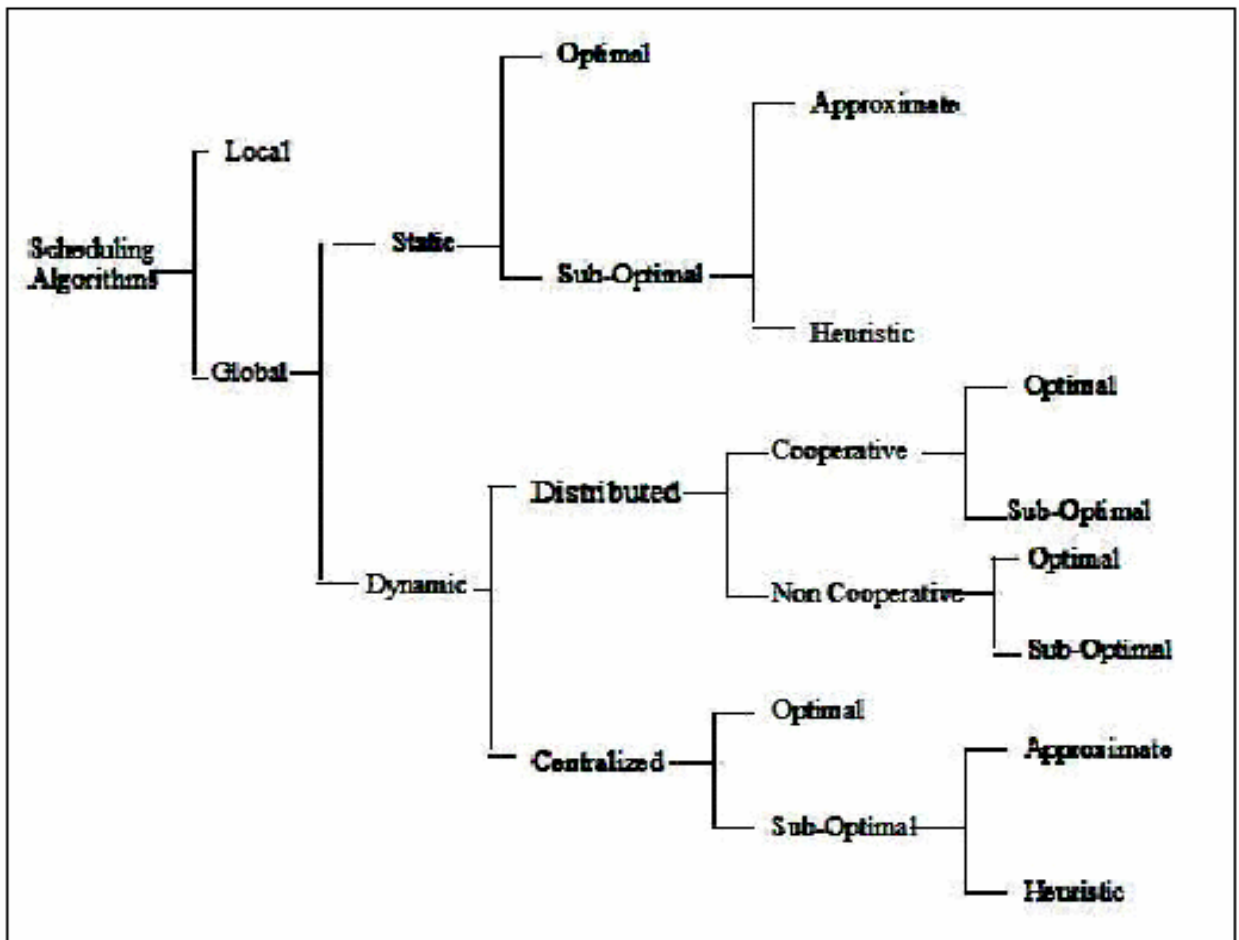 Optimal
Approximate
Local
Static
Scheduling
Algorithms
Sub-Optimal
Heuristic
Global
Optimal
Cooperative
Distributed
Sub-Optimal
Optimal
Dynamic
Non Cooperative
Sub-Optimal
Optimal
Approximate
Centralized
Sub-Optimal
Heuristic